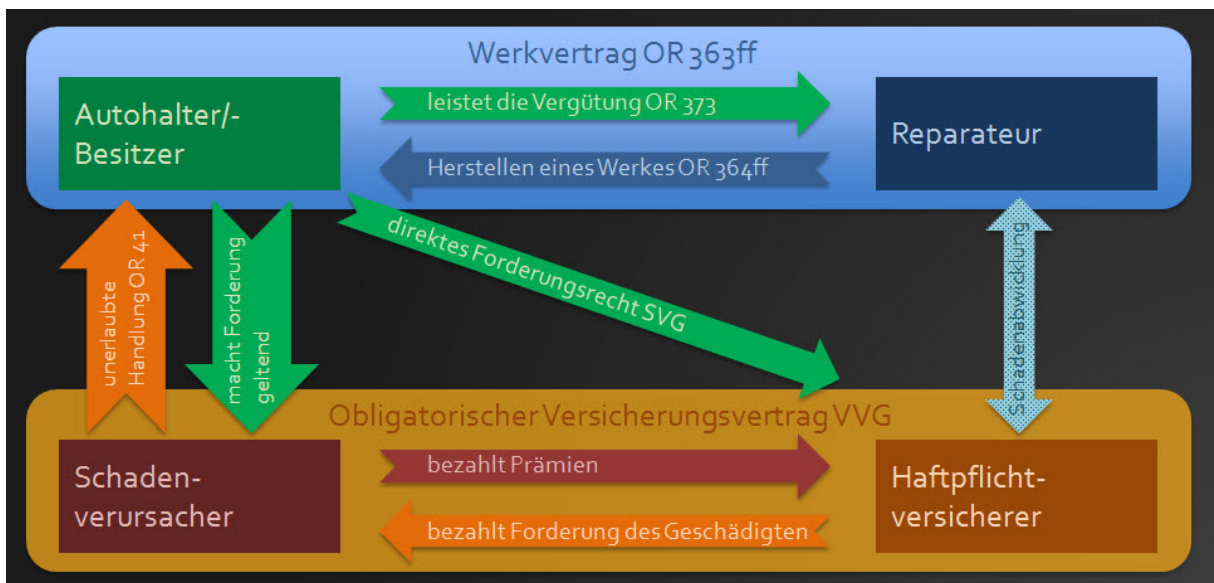 Werkvertrag OR 363ff
Autohalter/-
Besitzer
leistet die Vergütung OR 373
Herstellen eines Werkes OR 364ff
Reparateur
unerlaubte
Handlung OR 41
macht Forderung
geltend
direktes Forderungsrecht SVG
Schadenabwicklung
Obligatorischer Versicherungsvertrag VVG
Schaden-
verursacher
bezahlt Prämien
bezahlt Forderung des Geschädigten
Haftpflicht-
versicherer